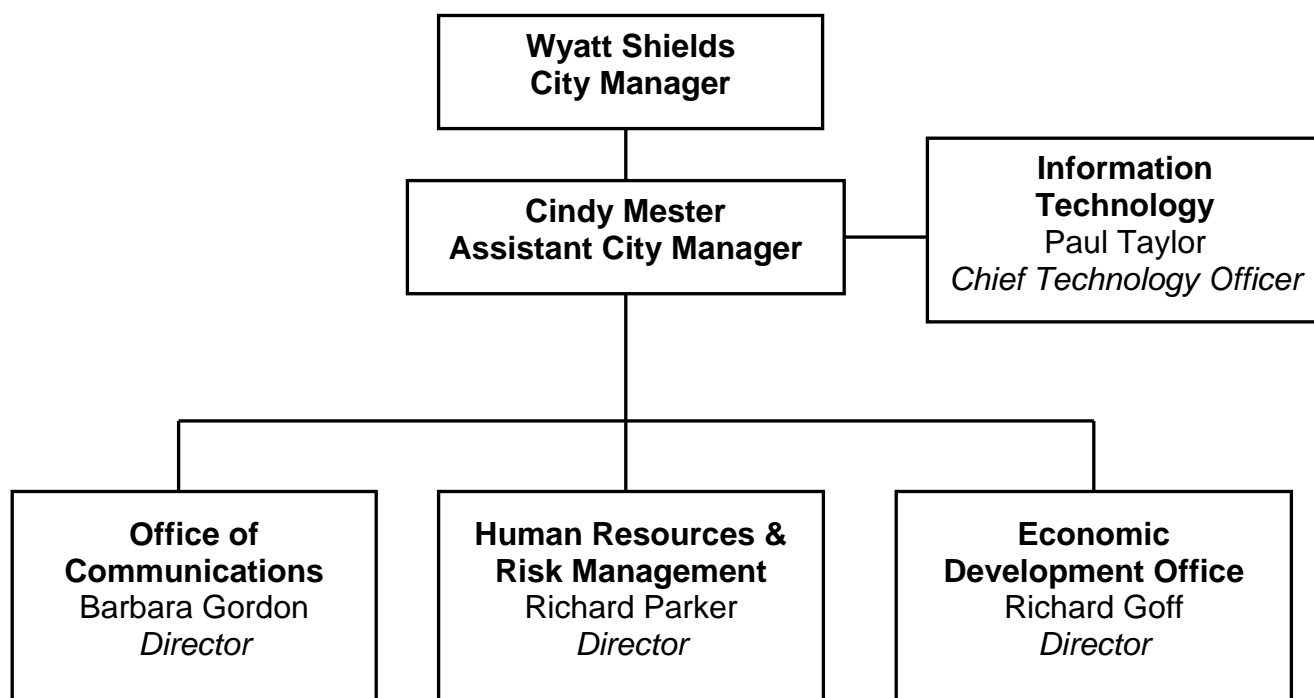 Wyatt Shields
City Manager
Cindy Mester
Assistant City Manager
Information
Technology
Paul Taylor
Chief Technology Officer
Office of
Communications
Barbara Gordon
Director
Human Resources &
Risk Management
Richard Parker
Director
Economic
Development Office
Richard Goff
Director